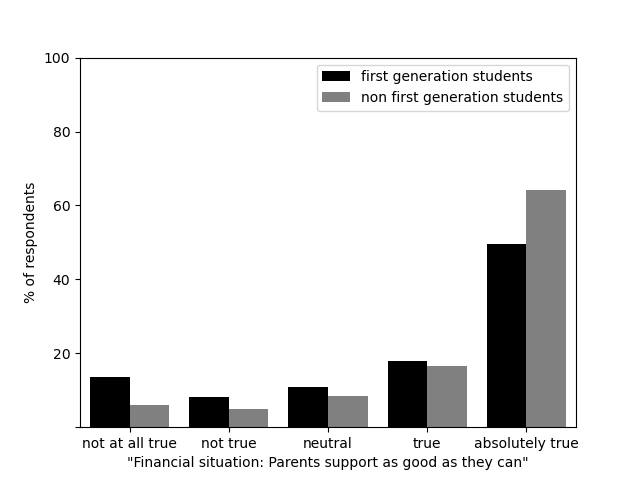 100
80
60
40
20
% of respondents
first generation students
non first generation students
not at all true
not true
neutral
true
absolutely true
"Financial situation: Parents support as good as they can"